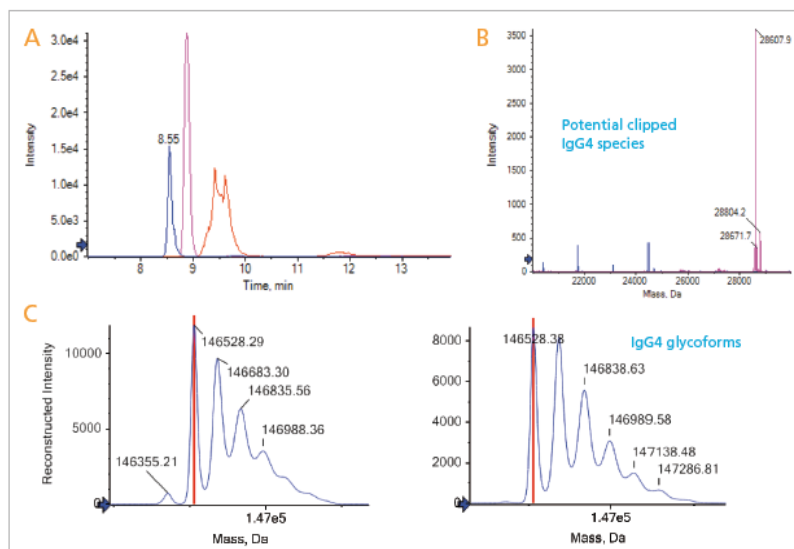 A
Intensity
3.0e4
2.5e4
2.0e4
1.5e4
1.0e4
5.0e3
0.0e0
8.55
8
9
10
11
12
13
Time, min
B
Intensity
3500
3000
2500
2000
1500
1000
500
0
28607.9
28804.2
28671.7
Potential clipped
IgG4 species
22000
24000
26000
28000
Mass, Da
C
Reconstructed Intensity
10000
5000
0
146528.29
146683.30
146835.56
146988.36
146355.21
1.47e5
Mass, Da
8000
6000
4000
2000
0
146528.38
IgG4 glycoforms
146838.63
146989.58
147138.48
147286.81
1.47e5
Mass, Da